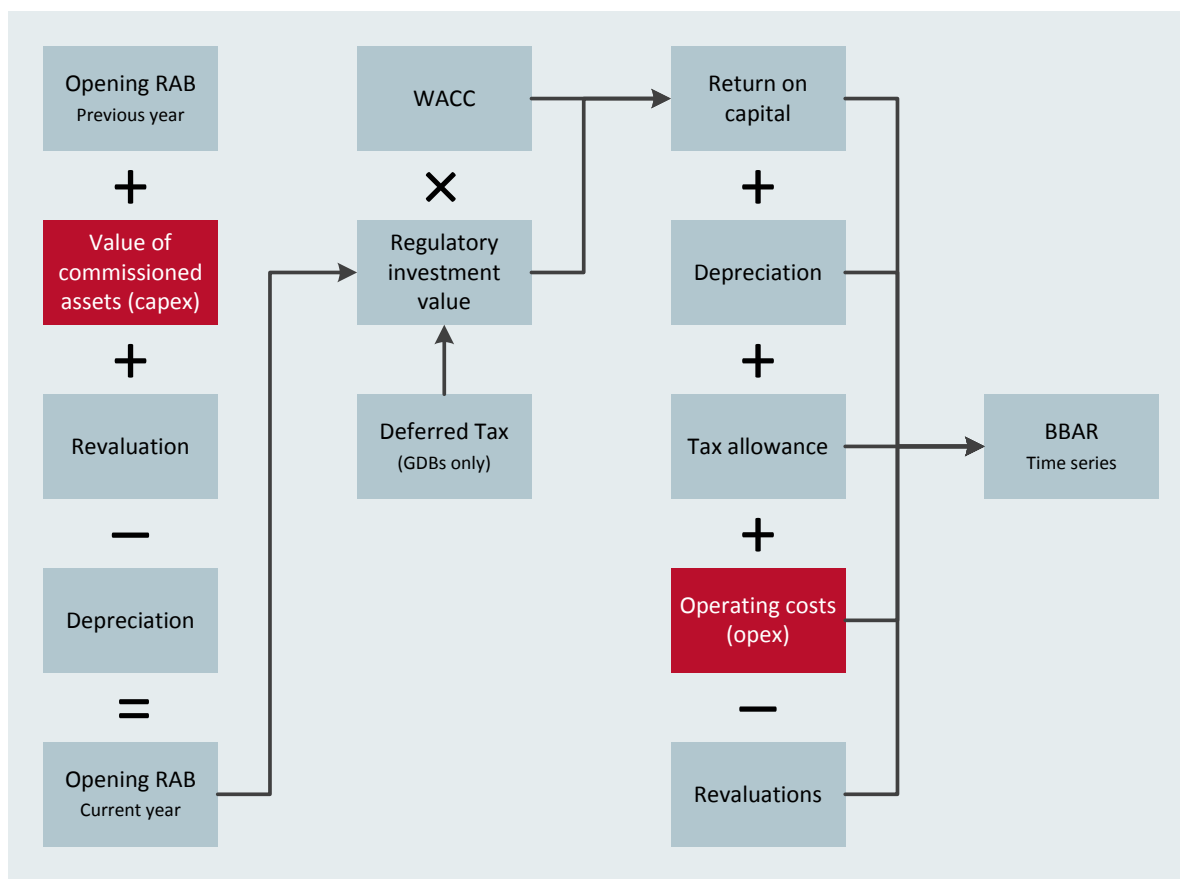 Opening RAB
Previous year
+
Value of
commissioned
assets (capex)
+
Revaluation
−
Depreciation
=
Opening RAB
Current year
WACC
×
Regulatory
investment
value
Deferred Tax
(GDBs only)
Return on
capital
+
Depreciation
+
Tax allowance
+
Operating costs
(opex)
−
Revaluations
BBAR
Time series